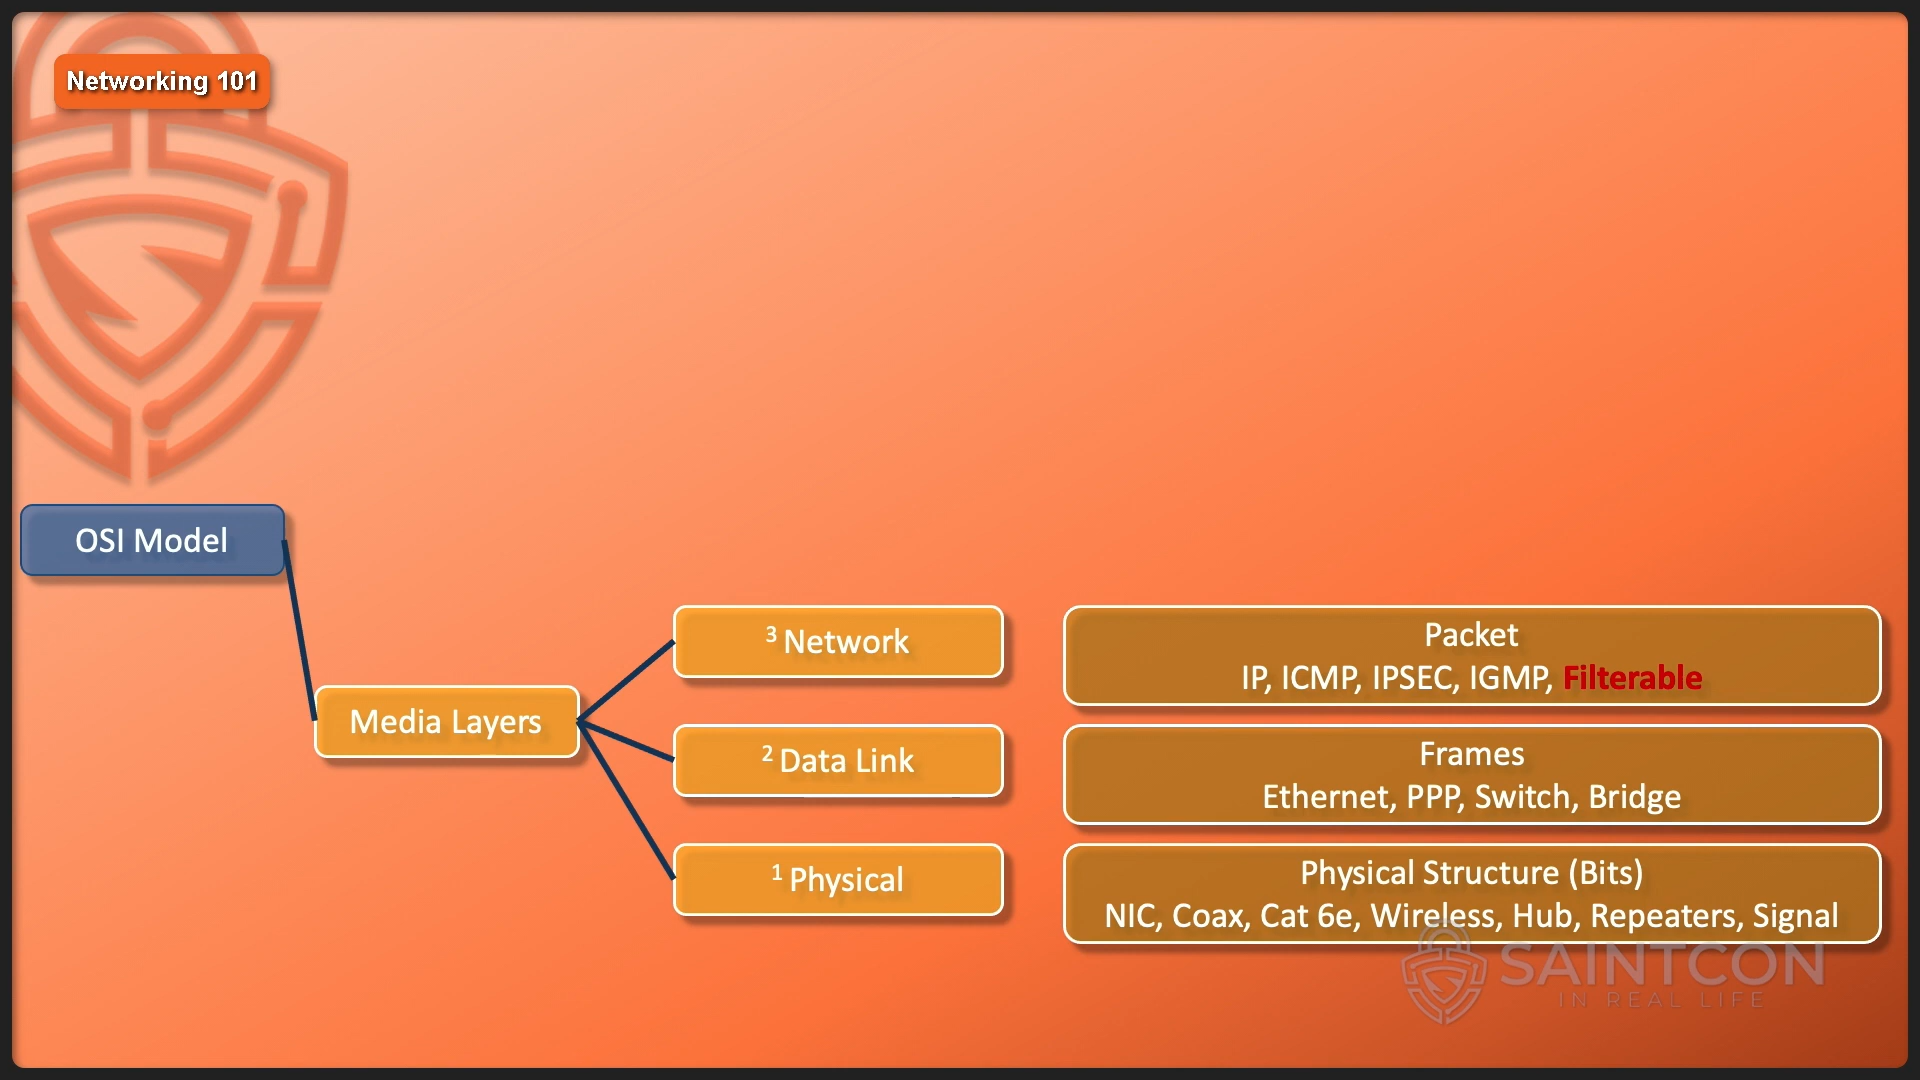 Networking 101
OSI Model
Media Layers
3 Network
Packet
IP, ICMP, IPSEC, IGMP, Filterable
2 Data Link
Frames
Ethernet, PPP, Switch, Bridge
1 Physical
Physical Structure (Bits)
NIC, Coax, Cat 6e, Wireless, Hub, Repeaters, Signal
SAINTCON
IN REAL LIFE